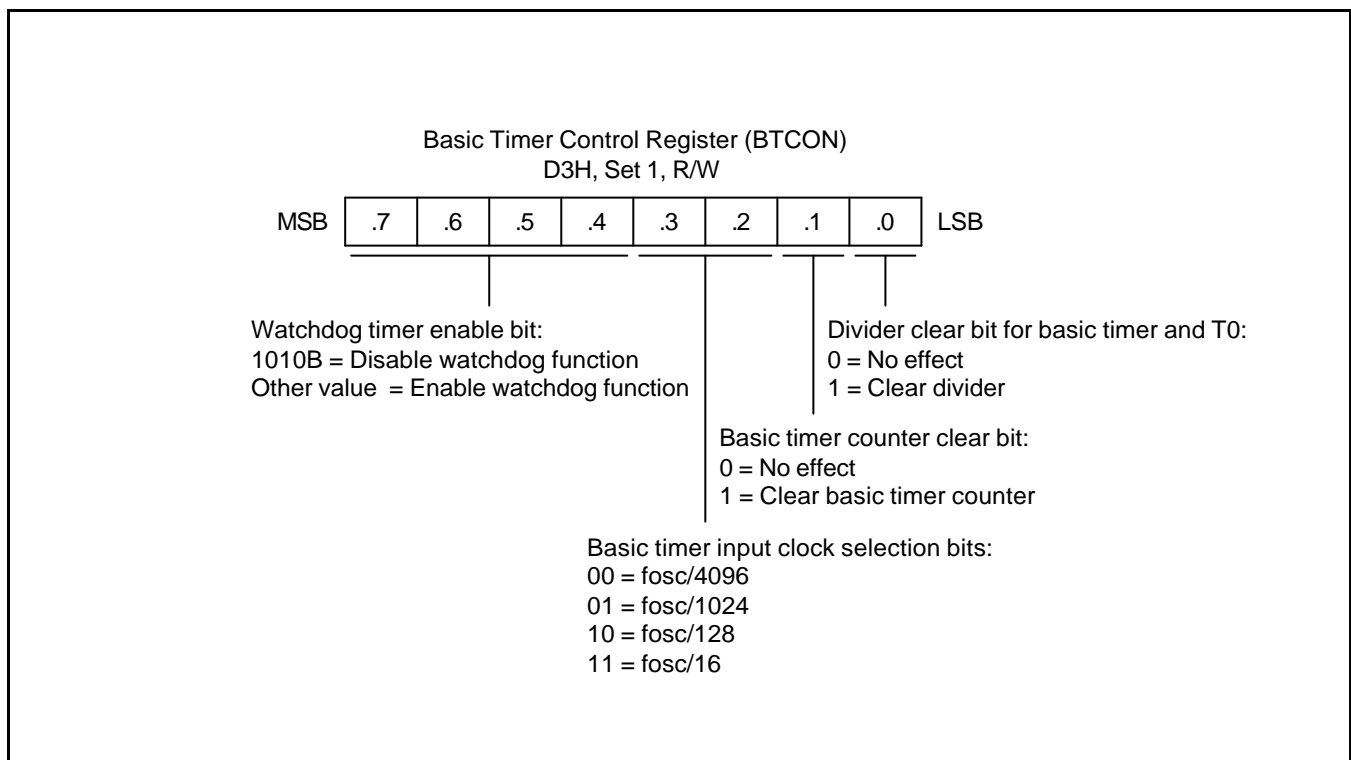 Basic Timer Control Register (BTCON)
D3H, Set 1, R/W
MSB .7 .6 .5 .4 .3 .2 .1 .0 LSB
Watchdog timer enable bit:
1010B = Disable watchdog function
Other value = Enable watchdog function
Divider clear bit for basic timer and T0:
0 = No effect
1 = Clear divider
Basic timer counter clear bit:
0 = No effect
1 = Clear basic timer counter
Basic timer input clock selection bits:
00 = fosc/4096
01 = fosc/1024
10 = fosc/128
11 = fosc/16